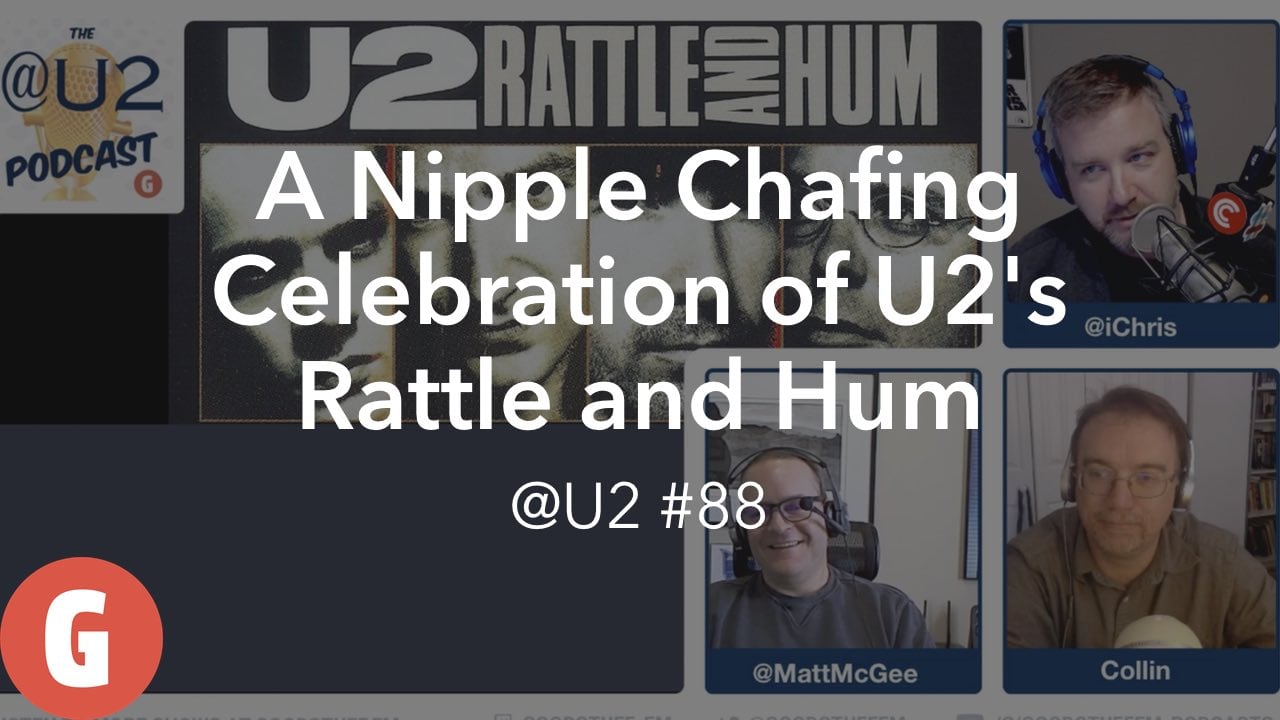 THE
@U2
PODCAST
G
U2 RATTLE AND HUM
A Nipple Chafing
Celebration of U2's
Rattle and Hum
@U2 #88
@iChris
@MattMcGee
Collin
G